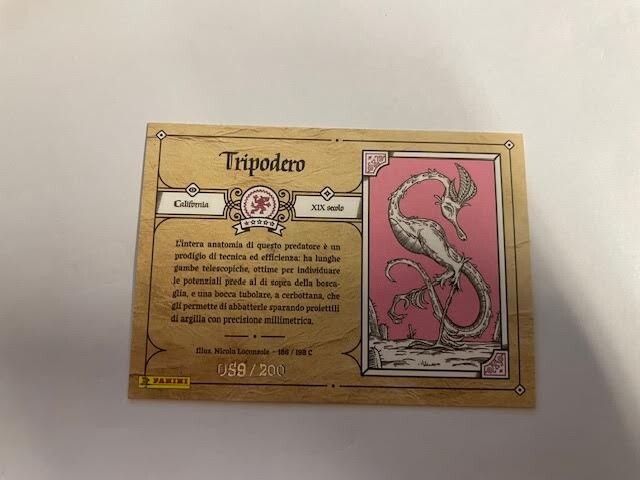 Tripodero
California
XIX secolo
L'intera anatomia di questo predatore è un
prodigio di tecnica ed efficienza: ha lunghe
gambe telescopiche, ottime per individuare
le potenziali prede al di sopra della bosca-
glia, e una bocca tubolare, a cerbottana, che
gli permette di abbatterle sparando proiettili
di argilla con precisione millimetrica.
Illus. Nicola Loconsole – 186 / 198 C
059/200
PANINI